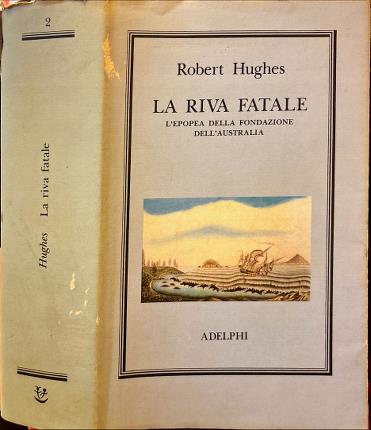 2
Hughes La riva fatale
Robert Hughes
LA RIVA FATALE
L'EPOPEA DELLA FONDAZIONE
DELL'AUSTRALIA
ADELPHI